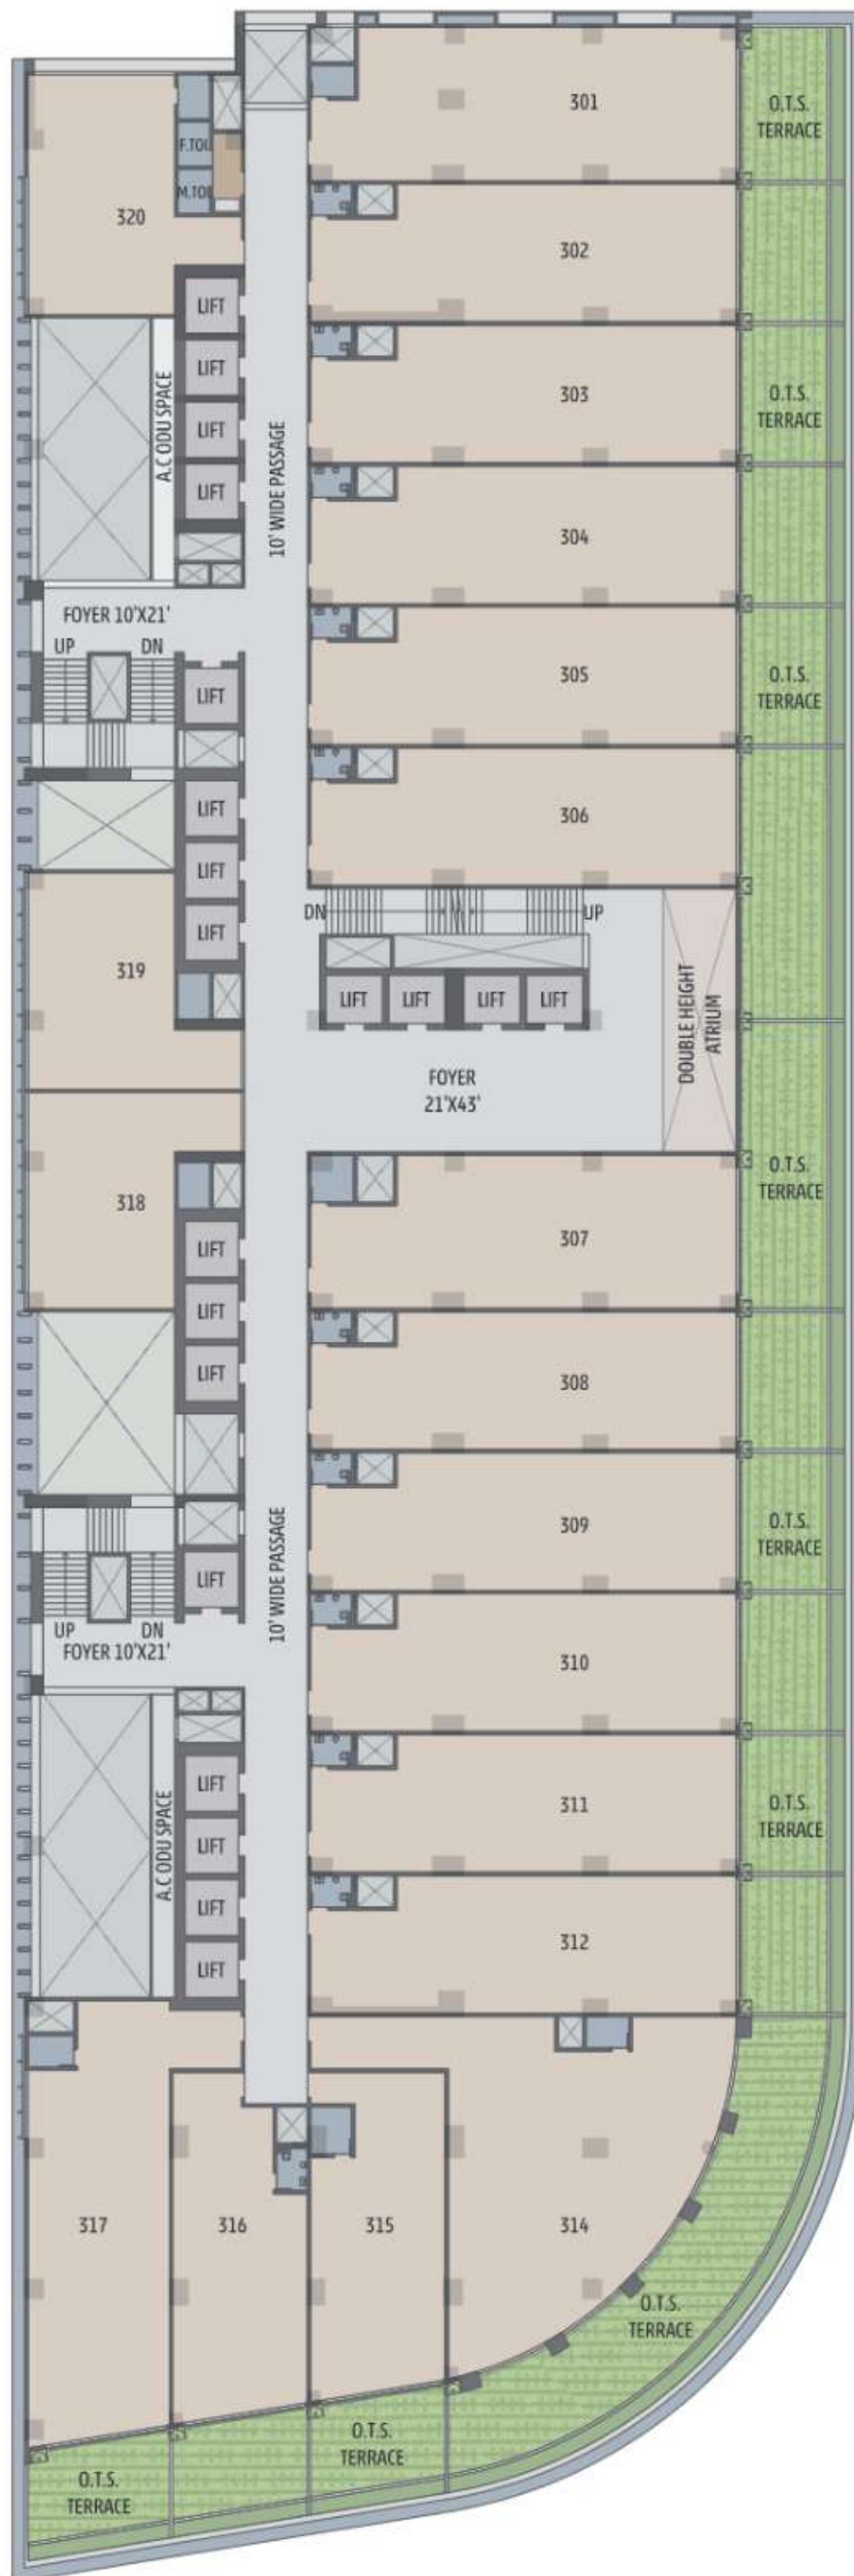 301
O.T.S.
TERRACE
F.TOI
M.TOI
320
302
LIFT
LIFT
LIFT
LIFT
A.C ODU SPACE
10' WIDE PASSAGE
303
O.T.S.
TERRACE
304
FOYER 10'X21'
UP
DN
LIFT
305
O.T.S.
TERRACE
LIFT
LIFT
LIFT
306
DN
UP
319
LIFT
LIFT
LIFT
LIFT
DOUBLE HEIGHT
ATRIUM
FOYER
21'X43'
O.T.S.
TERRACE
318
307
LIFT
LIFT
LIFT
308
309
O.T.S.
TERRACE
10' WIDE PASSAGE
LIFT
UP
DN
FOYER 10'X21'
310
LIFT
LIFT
LIFT
LIFT
A.C ODU SPACE
311
O.T.S.
TERRACE
312
317
316
315
314
O.T.S.
TERRACE
O.T.S.
TERRACE
O.T.S.
TERRACE